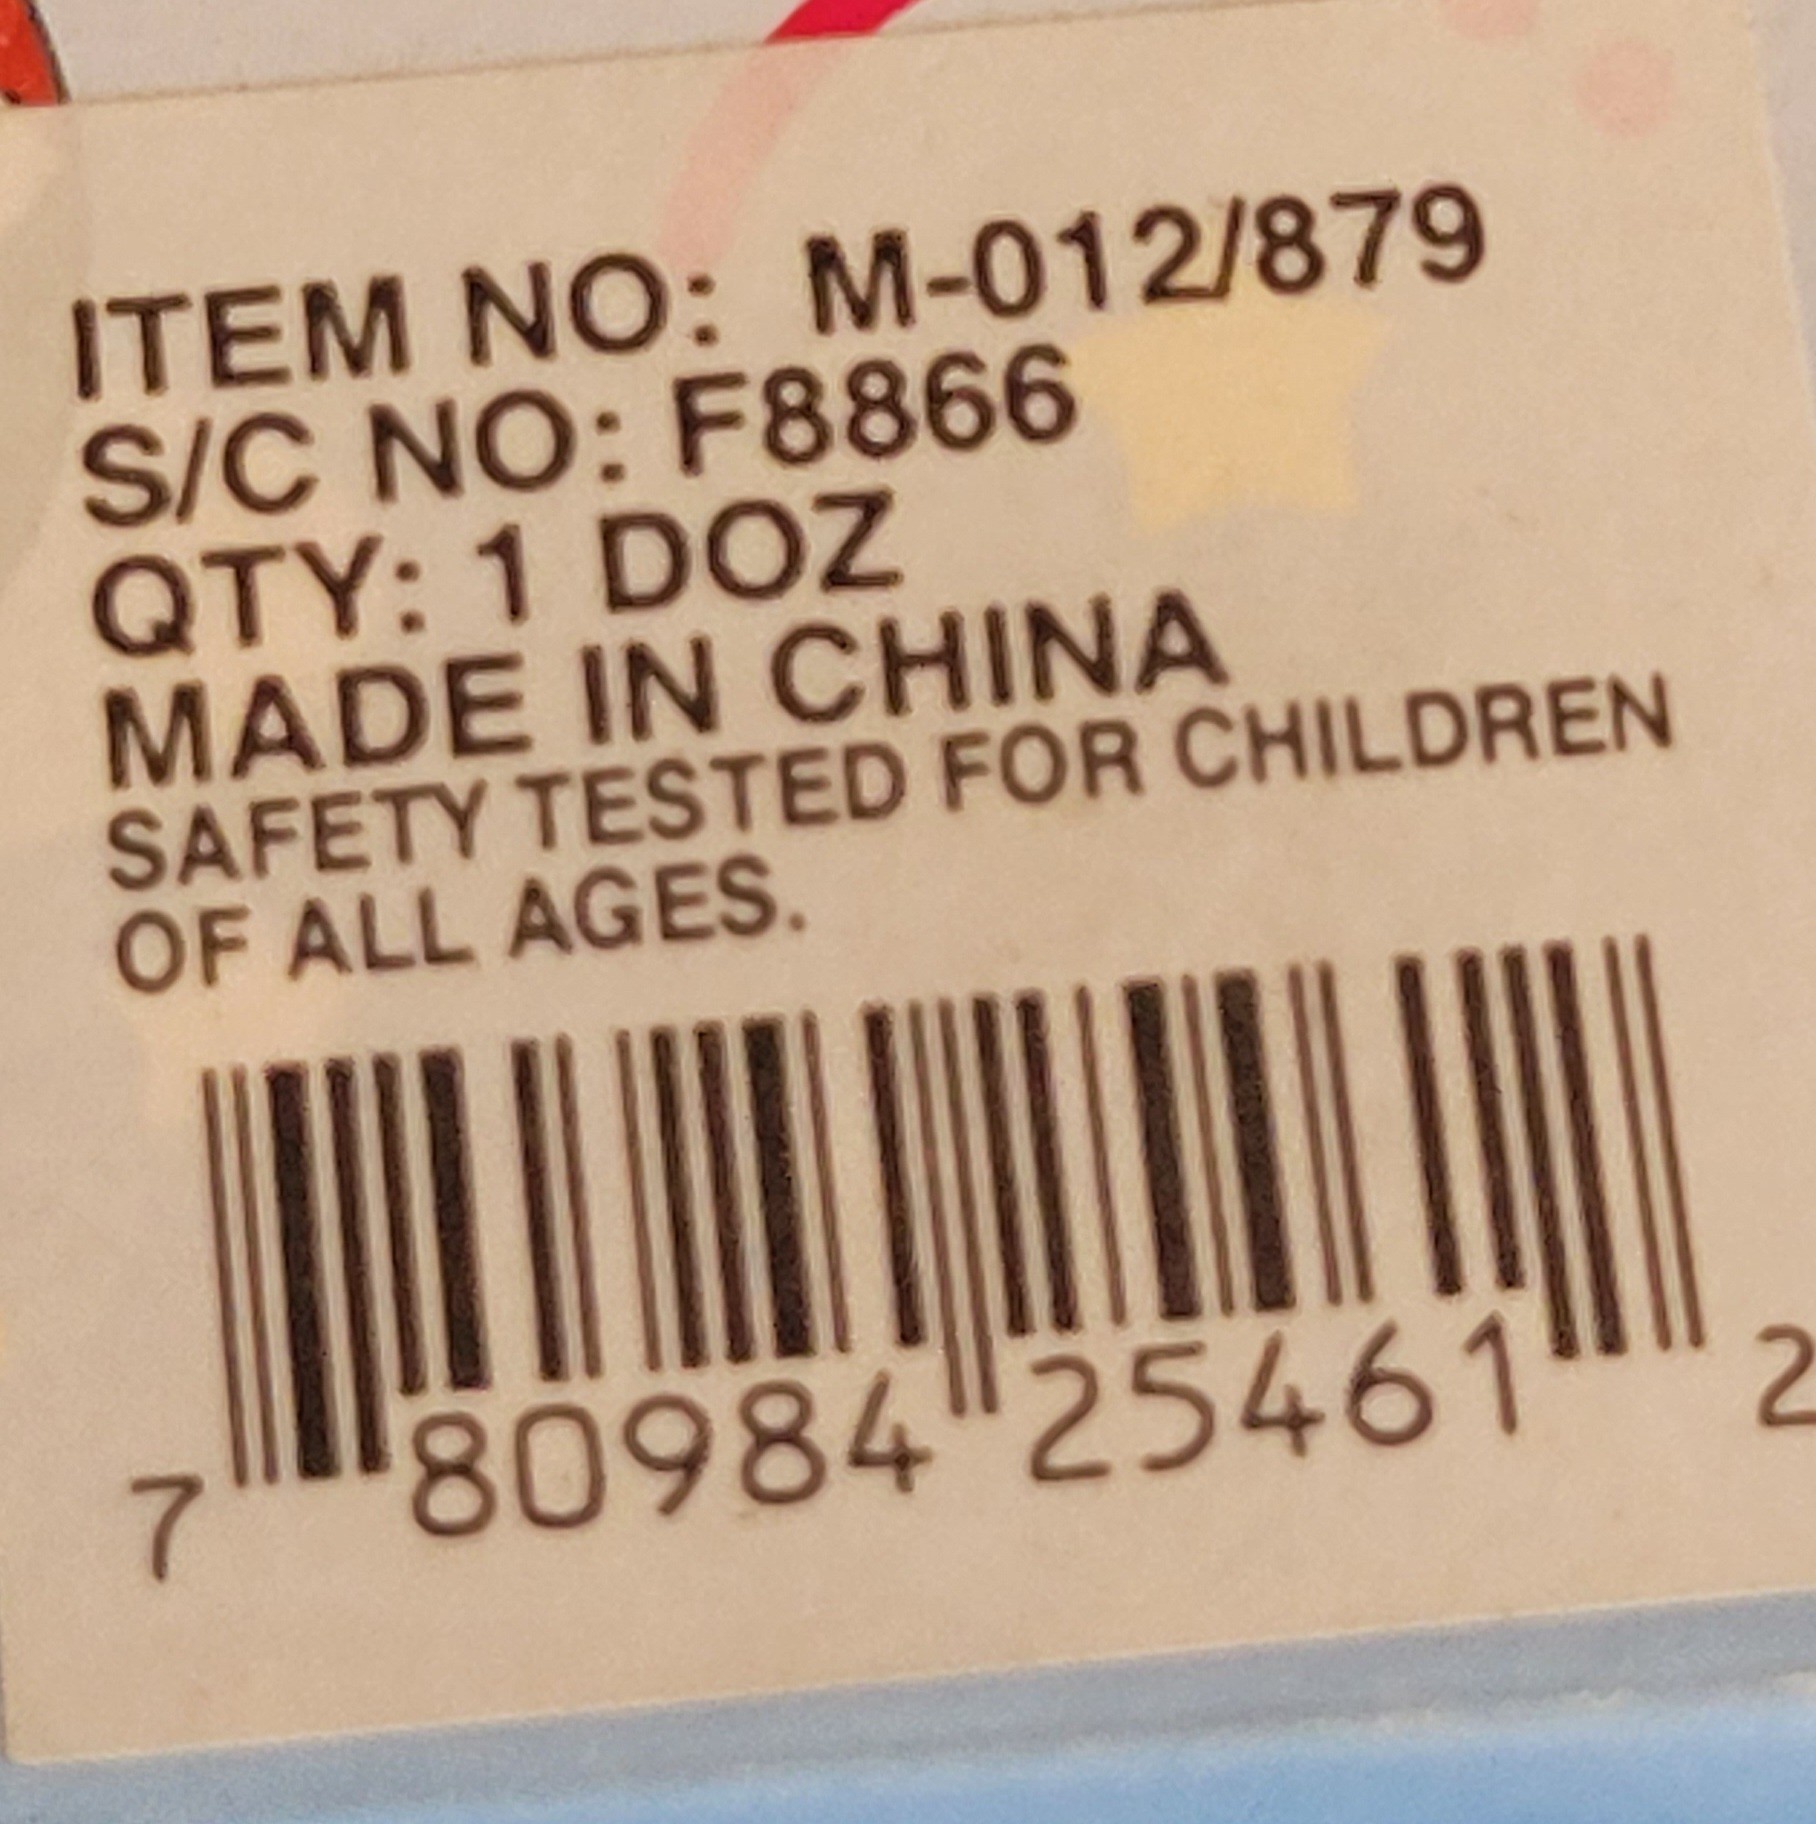 ITEM NO: M-012/879
S/C NO: F8866
QTY: 1 DOZ
MADE IN CHINA
SAFETY TESTED FOR CHILDREN
OF ALL AGES.
7 80984 25461 2